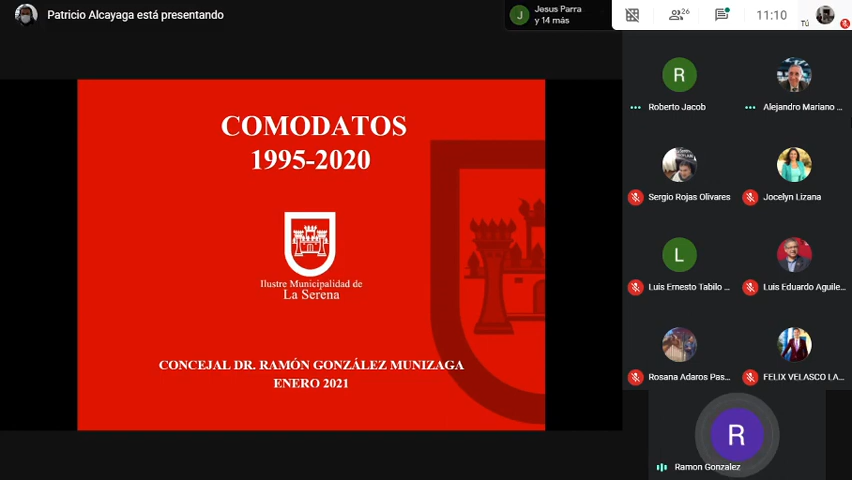 Patricio Alcayaga está presentando
J
Jesus Parra
y 14 más
26
11:10
Tú
COMODATOS
1995-2020
Ilustre Municipalidad de
La Serena
CONCEJAL DR. RAMÓN GONZÁLEZ MUNIZAGA
ENERO 2021
R
Roberto Jacob
Alejandro Mariano ...
Sergio Rojas Olivares
Jocelyn Lizana
L
Luis Ernesto Tabilo ...
Luis Eduardo Aguile...
Rosana Adaros Pas...
FELIX VELASCO LA...
R
Ramon Gonzalez